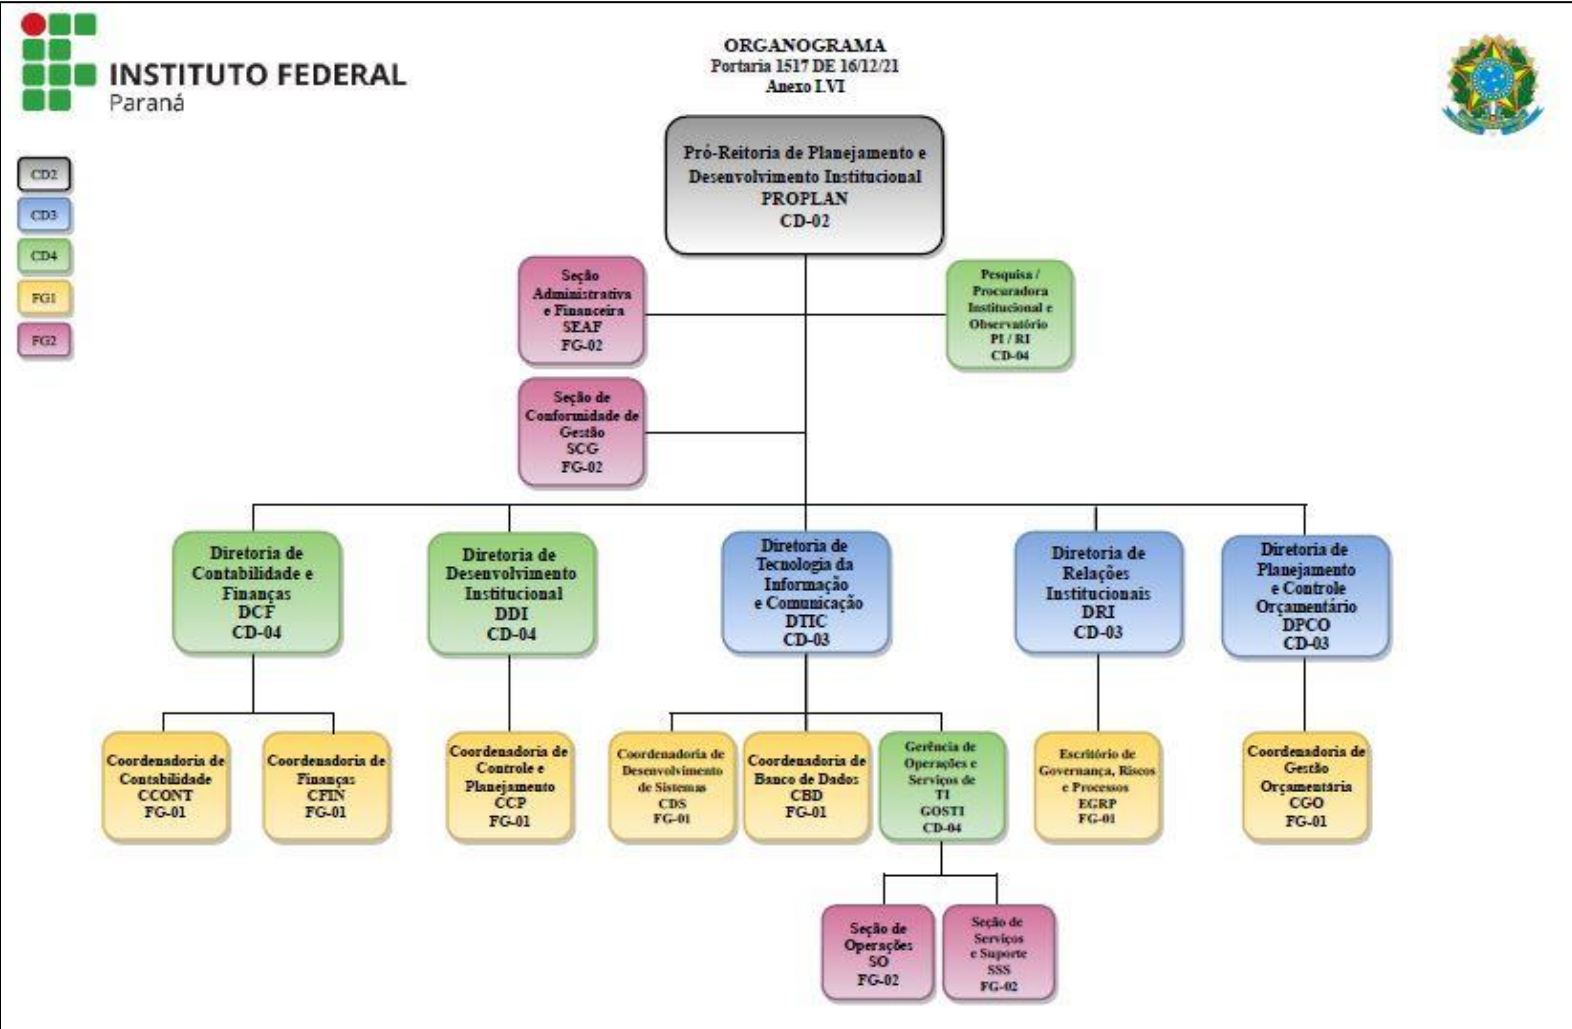 INSTITUTO FEDERAL
Paraná
ORGANOGRAMA
Portaria 1517 DE 16/12/21
Anexo LVI
CD2
CD3
CD4
FG1
FG2
Pró-Reitoria de Planejamento e
Desenvolvimento Institucional
PROPLAN
CD-02
Seção
Administrativa
e Financeira
SEAF
FG-02
Pesquisa /
Procuradora
Institucional e
Observatório
PI / RI
CD-04
Seção de
Conformidade de
Gestão
SCG
FG-02
Diretoria de
Contabilidade e
Finanças
DCF
CD-04
Diretoria de
Desenvolvimento
Institucional
DDI
CD-04
Diretoria de
Tecnologia da
Informação
e Comunicação
DTIC
CD-03
Diretoria de
Relações
Institucionais
DRI
CD-03
Diretoria de
Planejamento
e Controle
Orçamentário
DPCO
CD-03
Coordenadoria de
Contabilidade
CCONT
FG-01
Coordenadoria de
Finanças
CFIN
FG-01
Coordenadoria de
Controle e
Planejamento
CCP
FG-01
Coordenadoria de
Desenvolvimento
de Sistemas
CDS
FG-01
Coordenadoria de
Banco de Dados
CBD
FG-01
Gerência de
Operações e
Serviços de
TI
GOSTI
CD-04
Escritório de
Governança, Riscos
e Processos
EGRP
FG-01
Coordenadoria de
Gestão
Orçamentária
CGO
FG-01
Seção de
Operações
SO
FG-02
Seção de
Serviços
e Suporte
SSS
FG-02